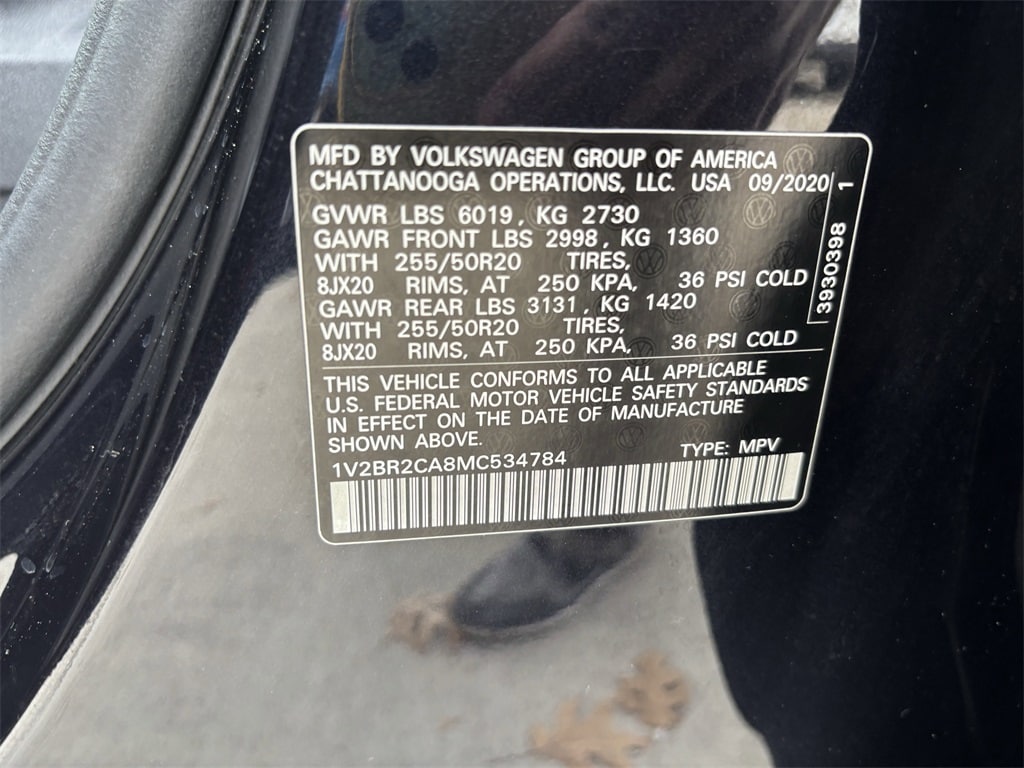 MFD BY VOLKSWAGEN GROUP OF AMERICA
CHATTANOOGA OPERATIONS, LLC. USA 09/2020
GVWR LBS 6019, KG 2730
GAWR FRONT LBS 2998, KG 1360
WITH 255/50R20 TIRES,
8JX20 RIMS, AT 250 KPA, 36 PSI COLD
GAWR REAR LBS 3131, KG 1420
WITH 255/50R20 TIRES,
8JX20 RIMS, AT 250 KPA, 36 PSI COLD
THIS VEHICLE CONFORMS TO ALL APPLICABLE
U.S. FEDERAL MOTOR VEHICLE SAFETY STANDARDS
IN EFFECT ON THE DATE OF MANUFACTURE
SHOWN ABOVE.
1V2BR2CA8MC534784 TYPE: MPV
3930398 1